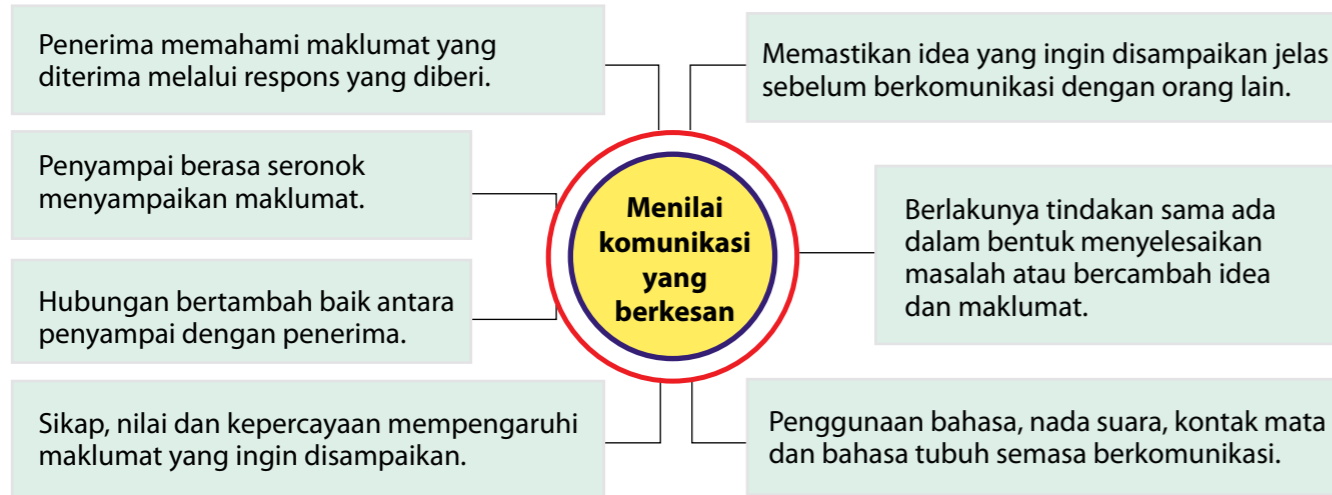 Penerima memahami maklumat yang
diterima melalui respons yang diberi.
Penyampai berasa seronok
menyampaikan maklumat.
Hubungan bertambah baik antara
penyampai dengan penerima.
Sikap, nilai dan kepercayaan mempengaruhi
maklumat yang ingin disampaikan.
Menilai
komunikasi
yang
berkesan
Memastikan idea yang ingin disampaikan jelas
sebelum berkomunikasi dengan orang lain.
Berlakunya tindakan sama ada
dalam bentuk menyelesaikan
masalah atau bercambah idea
dan maklumat.
Penggunaan bahasa, nada suara, kontak mata
dan bahasa tubuh semasa berkomunikasi.